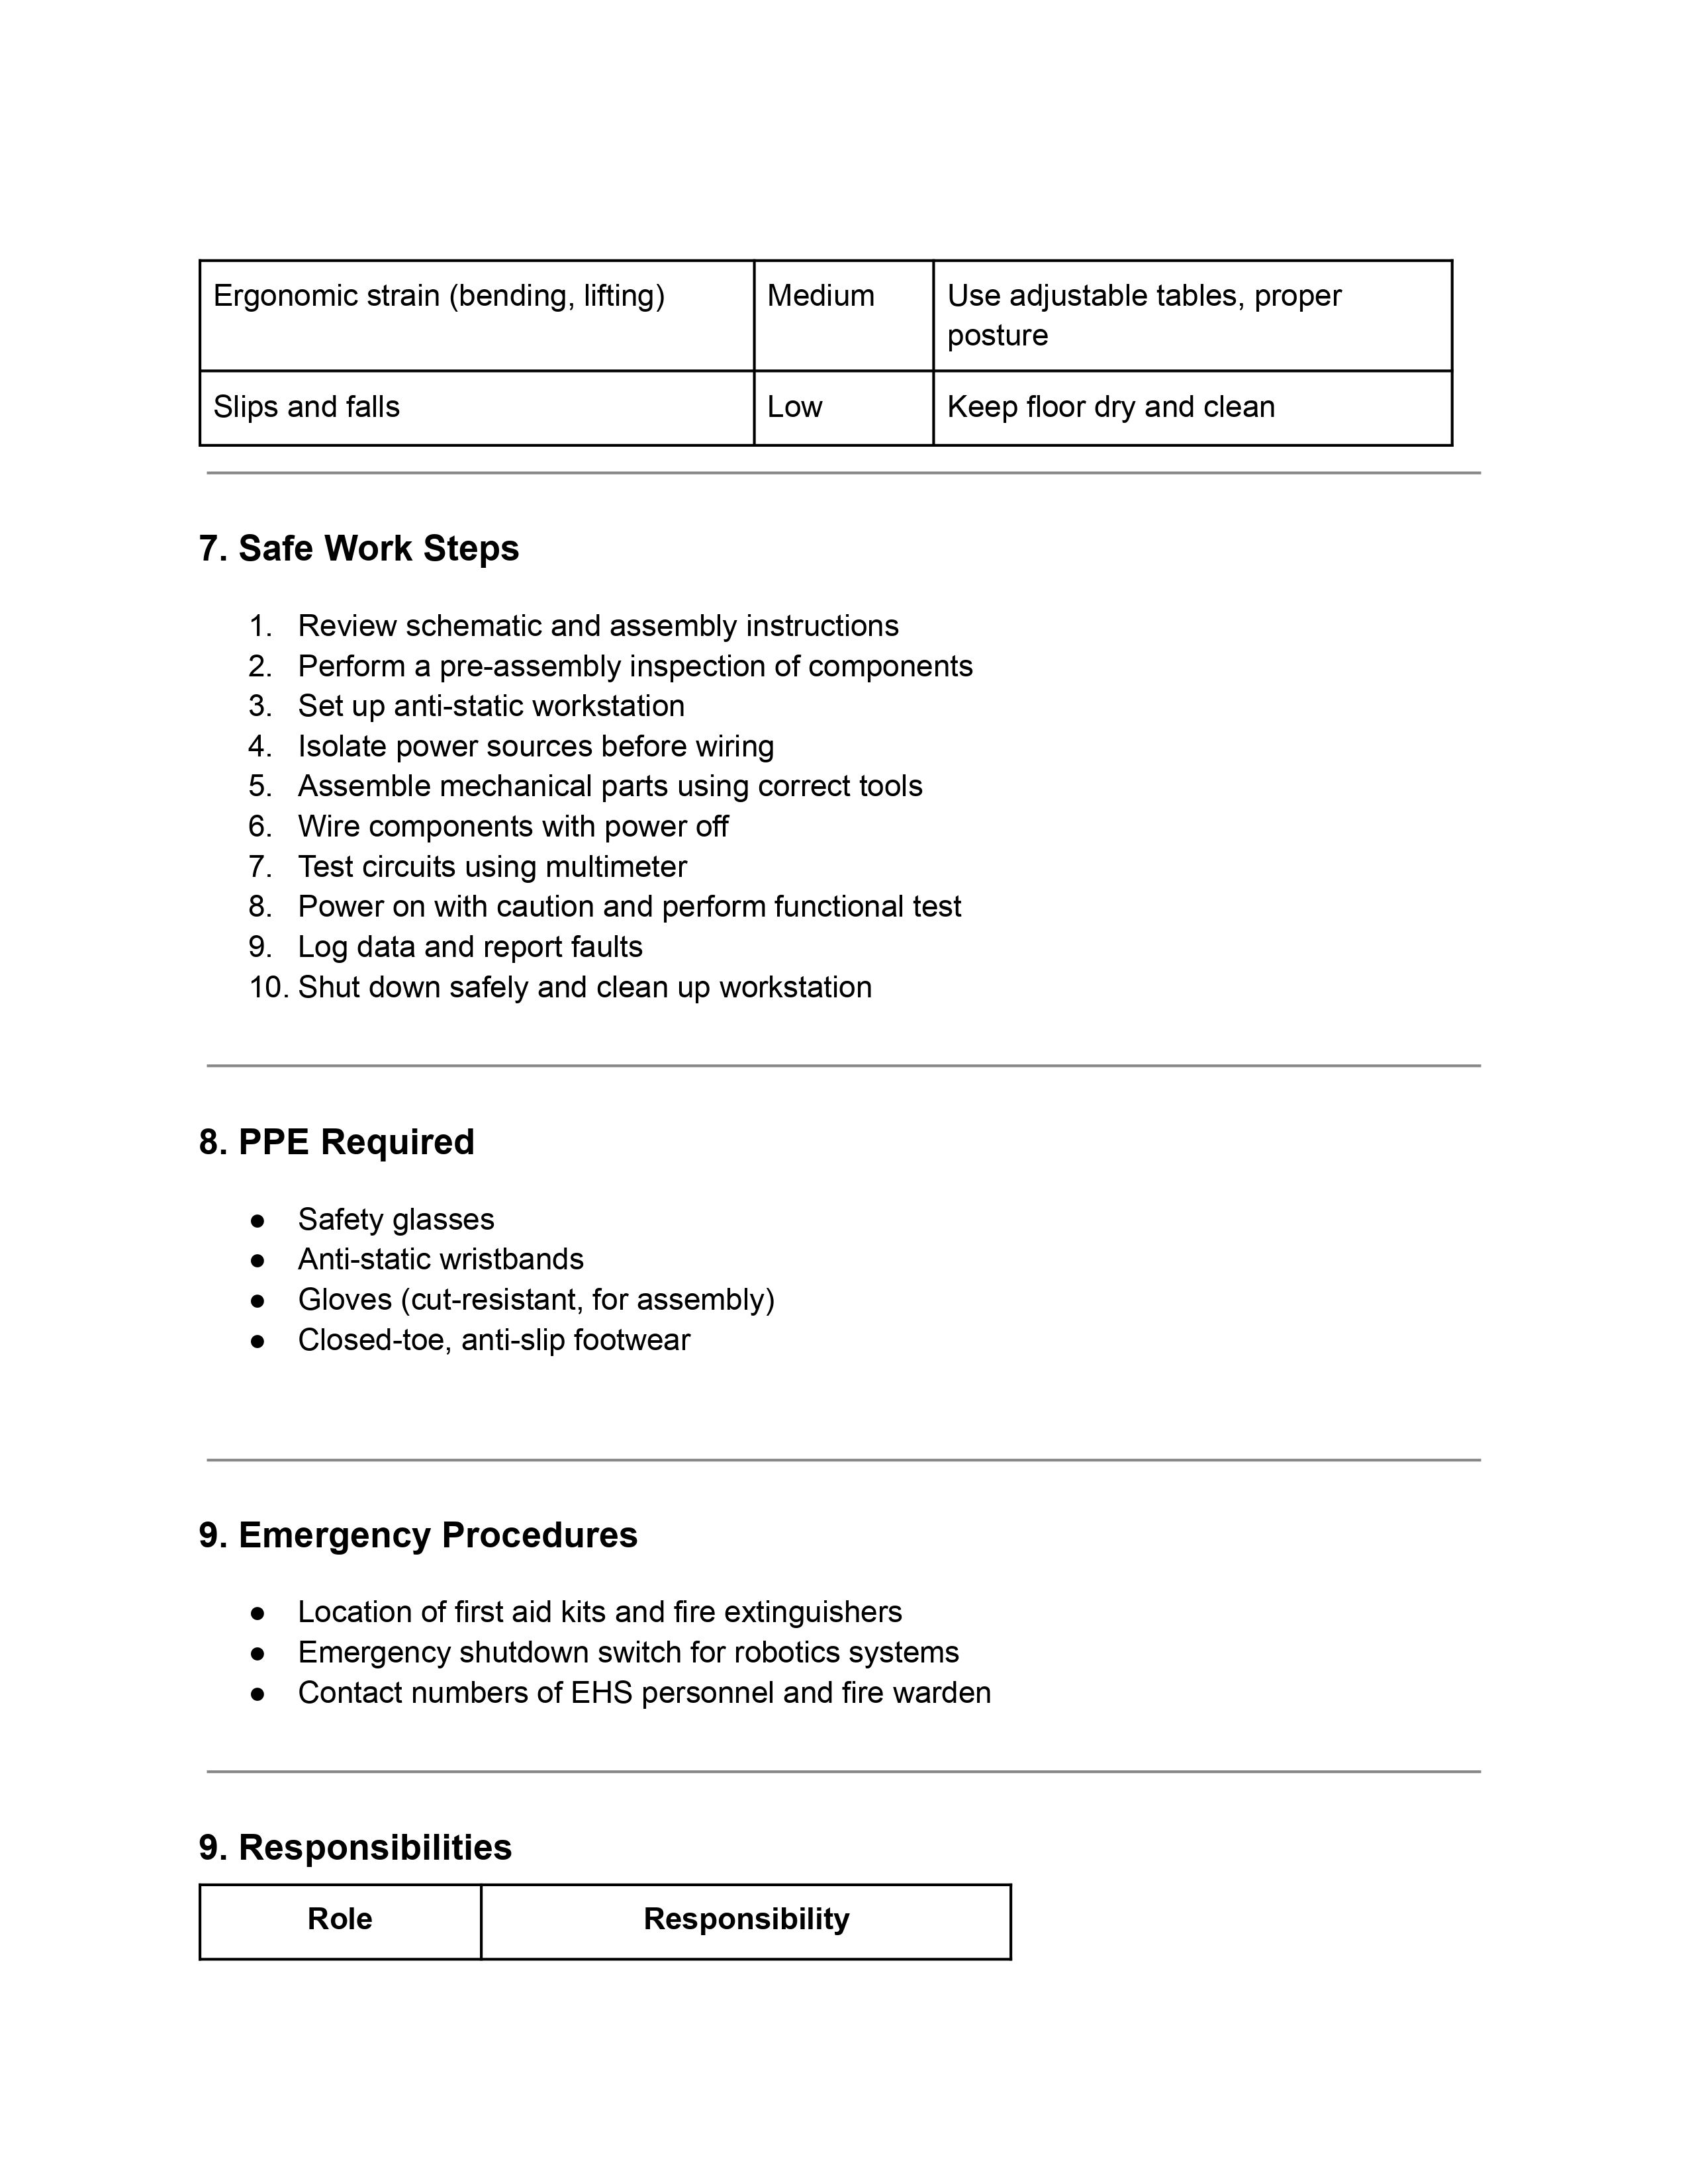 Ergonomic strain (bending, lifting) Medium Use adjustable tables, proper
posture
Slips and falls Low Keep floor dry and clean
7. Safe Work Steps
1. Review schematic and assembly instructions
2. Perform a pre-assembly inspection of components
3. Set up anti-static workstation
4. Isolate power sources before wiring
5. Assemble mechanical parts using correct tools
6. Wire components with power off
7. Test circuits using multimeter
8. Power on with caution and perform functional test
9. Log data and report faults
10. Shut down safely and clean up workstation
8. PPE Required
● Safety glasses
● Anti-static wristbands
● Gloves (cut-resistant, for assembly)
● Closed-toe, anti-slip footwear
9. Emergency Procedures
● Location of first aid kits and fire extinguishers
● Emergency shutdown switch for robotics systems
● Contact numbers of EHS personnel and fire warden
9. Responsibilities
Role Responsibility